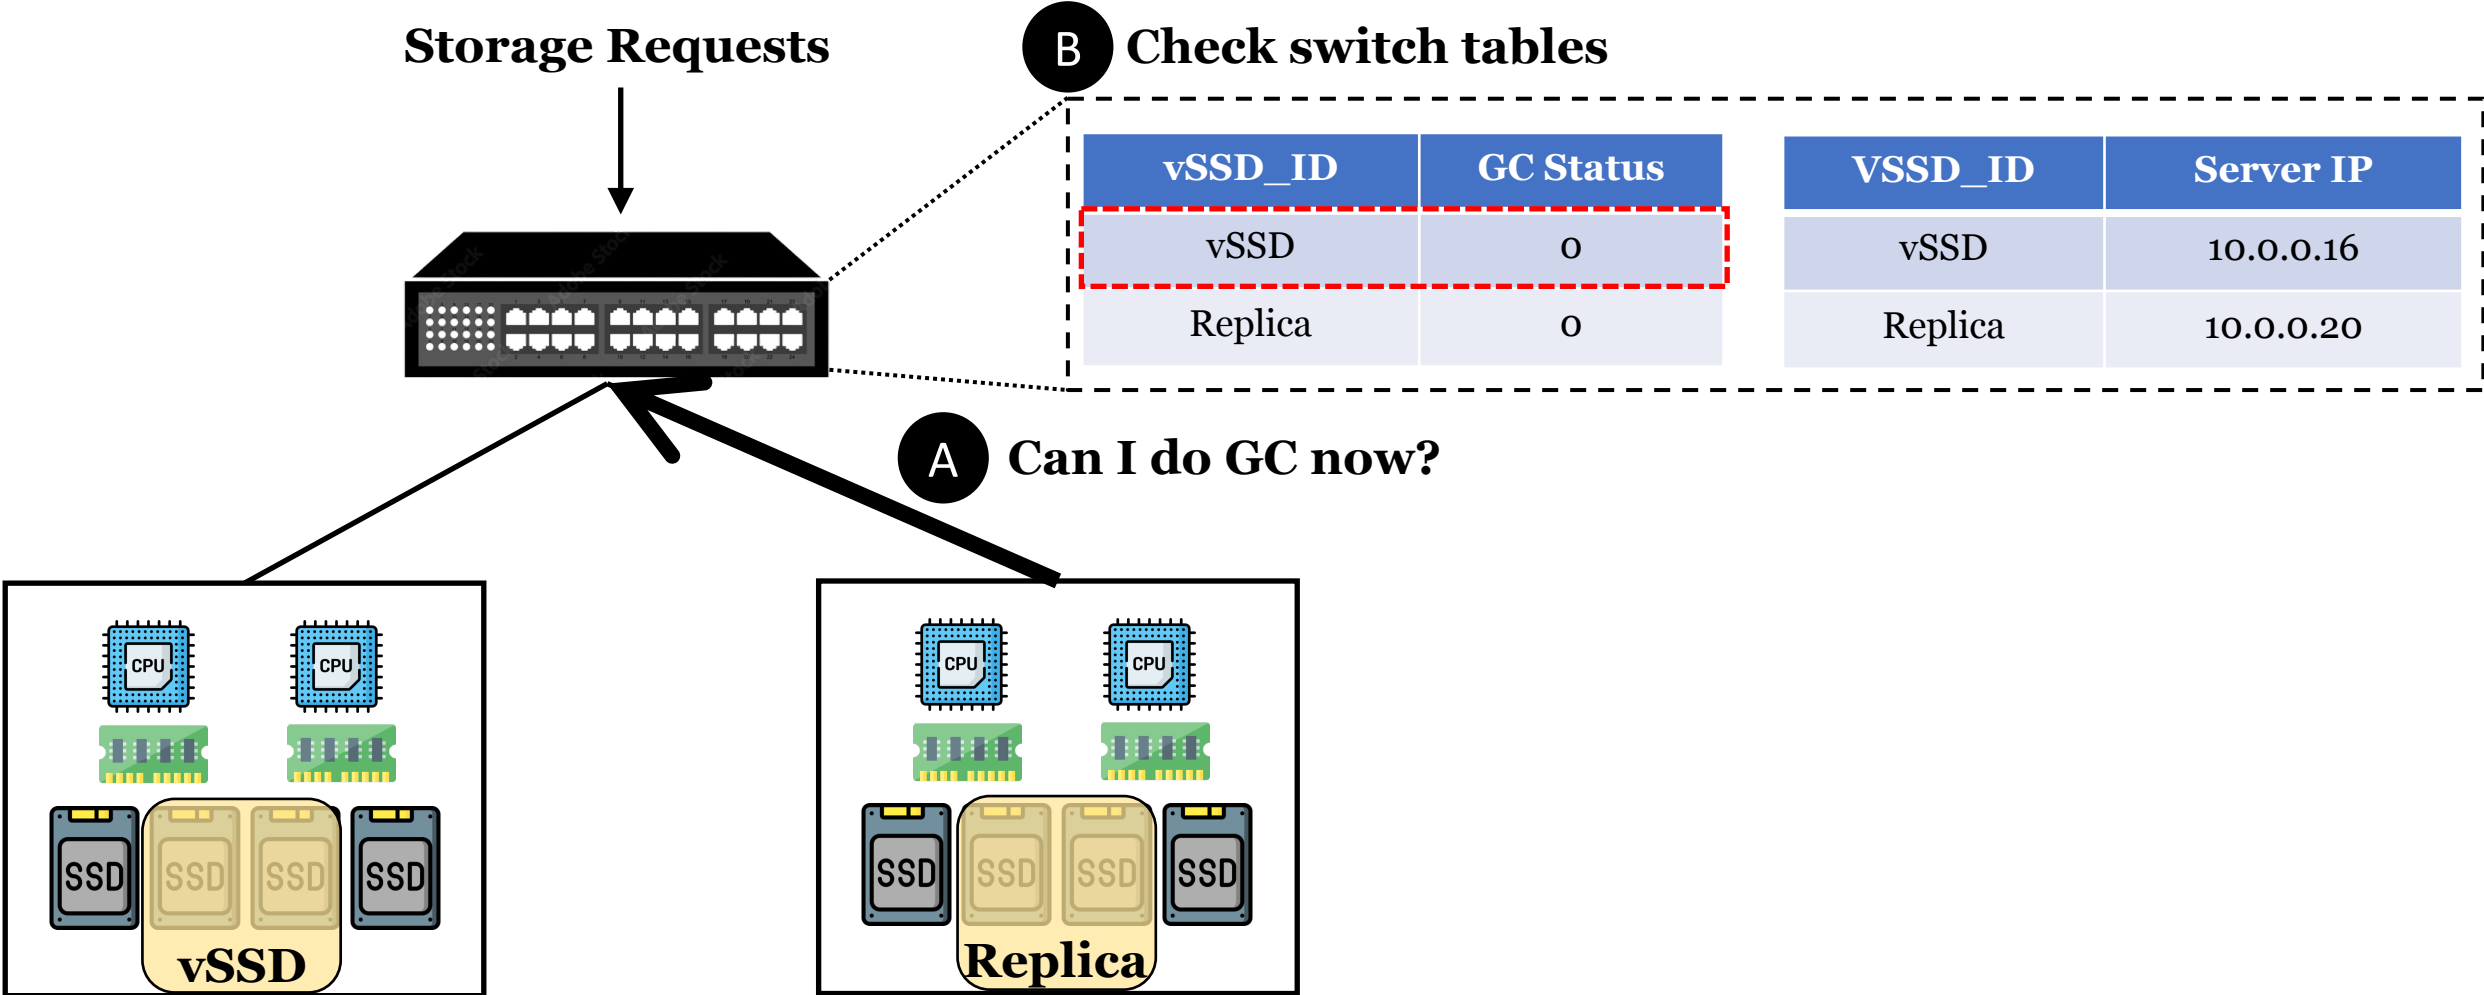 Storage Requests
B Check switch tables
vSSD_ID GC Status
vSSD 0
Replica 0
VSSD_ID Server IP
vSSD 10.0.0.16
Replica 10.0.0.20
A Can I do GC now?
CPU CPU
SSD SSD SSD SSD
vSSD
CPU CPU
SSD SSD SSD SSD
Replica